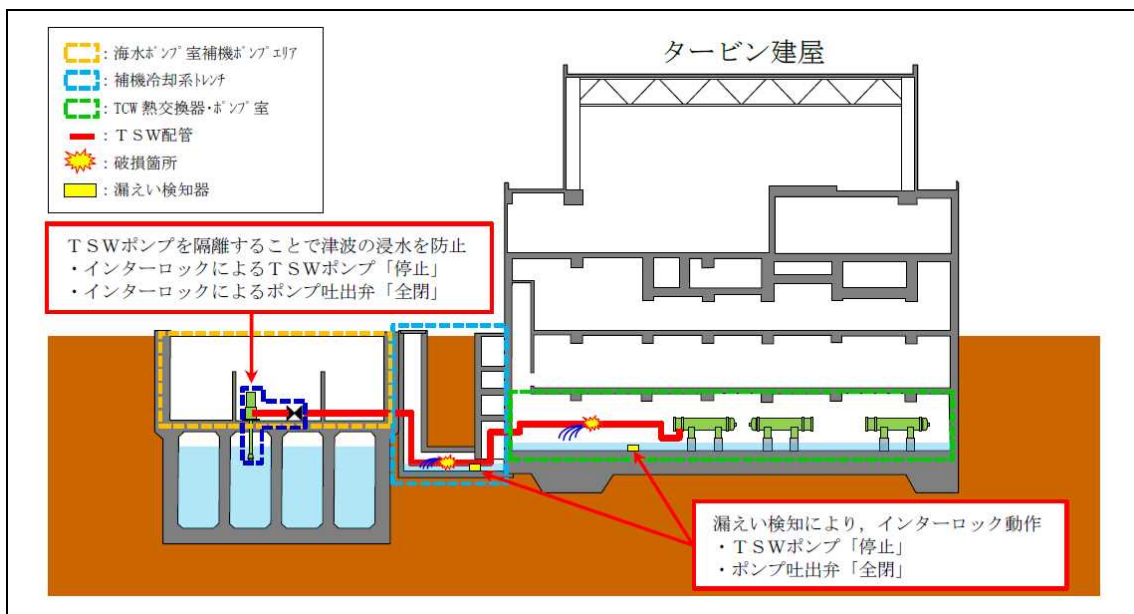 タービン建屋
：海水ﾎﾟﾝﾌﾟ室補機ﾎﾟﾝﾌﾟエリア
：補機冷却系ﾄﾚﾝﾁ
：TCW 熱交換器・ﾎﾟﾝﾌﾟ室
：ＴＳＷ配管
：破損箇所
：漏えい検知器
ＴＳＷポンプを隔離することで津波の浸水を防止
・インターロックによるＴＳＷポンプ「停止」
・インターロックによるポンプ吐出弁「全閉」
漏えい検知により，インターロック動作
・ＴＳＷポンプ「停止」
・ポンプ吐出弁「全閉」